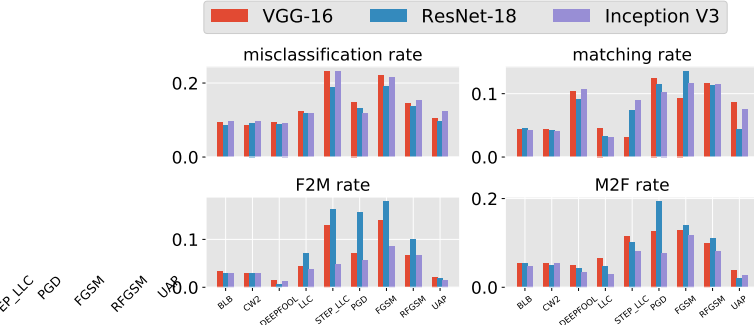 VGG-16 ResNet-18 Inception V3
misclassification rate matching rate
0.2
0.0
0.1
0.0
F2M rate M2F rate
0.1
0.0
0.2
0.0
EP_LLC PGD FGSM RFGSM UAP
BLB CW2 DEEPFOOL LLC STEP_LLC PGD FGSM RFGSM UAP
BLB CW2 DEEPFOOL LLC STEP_LLC PGD FGSM RFGSM UAP